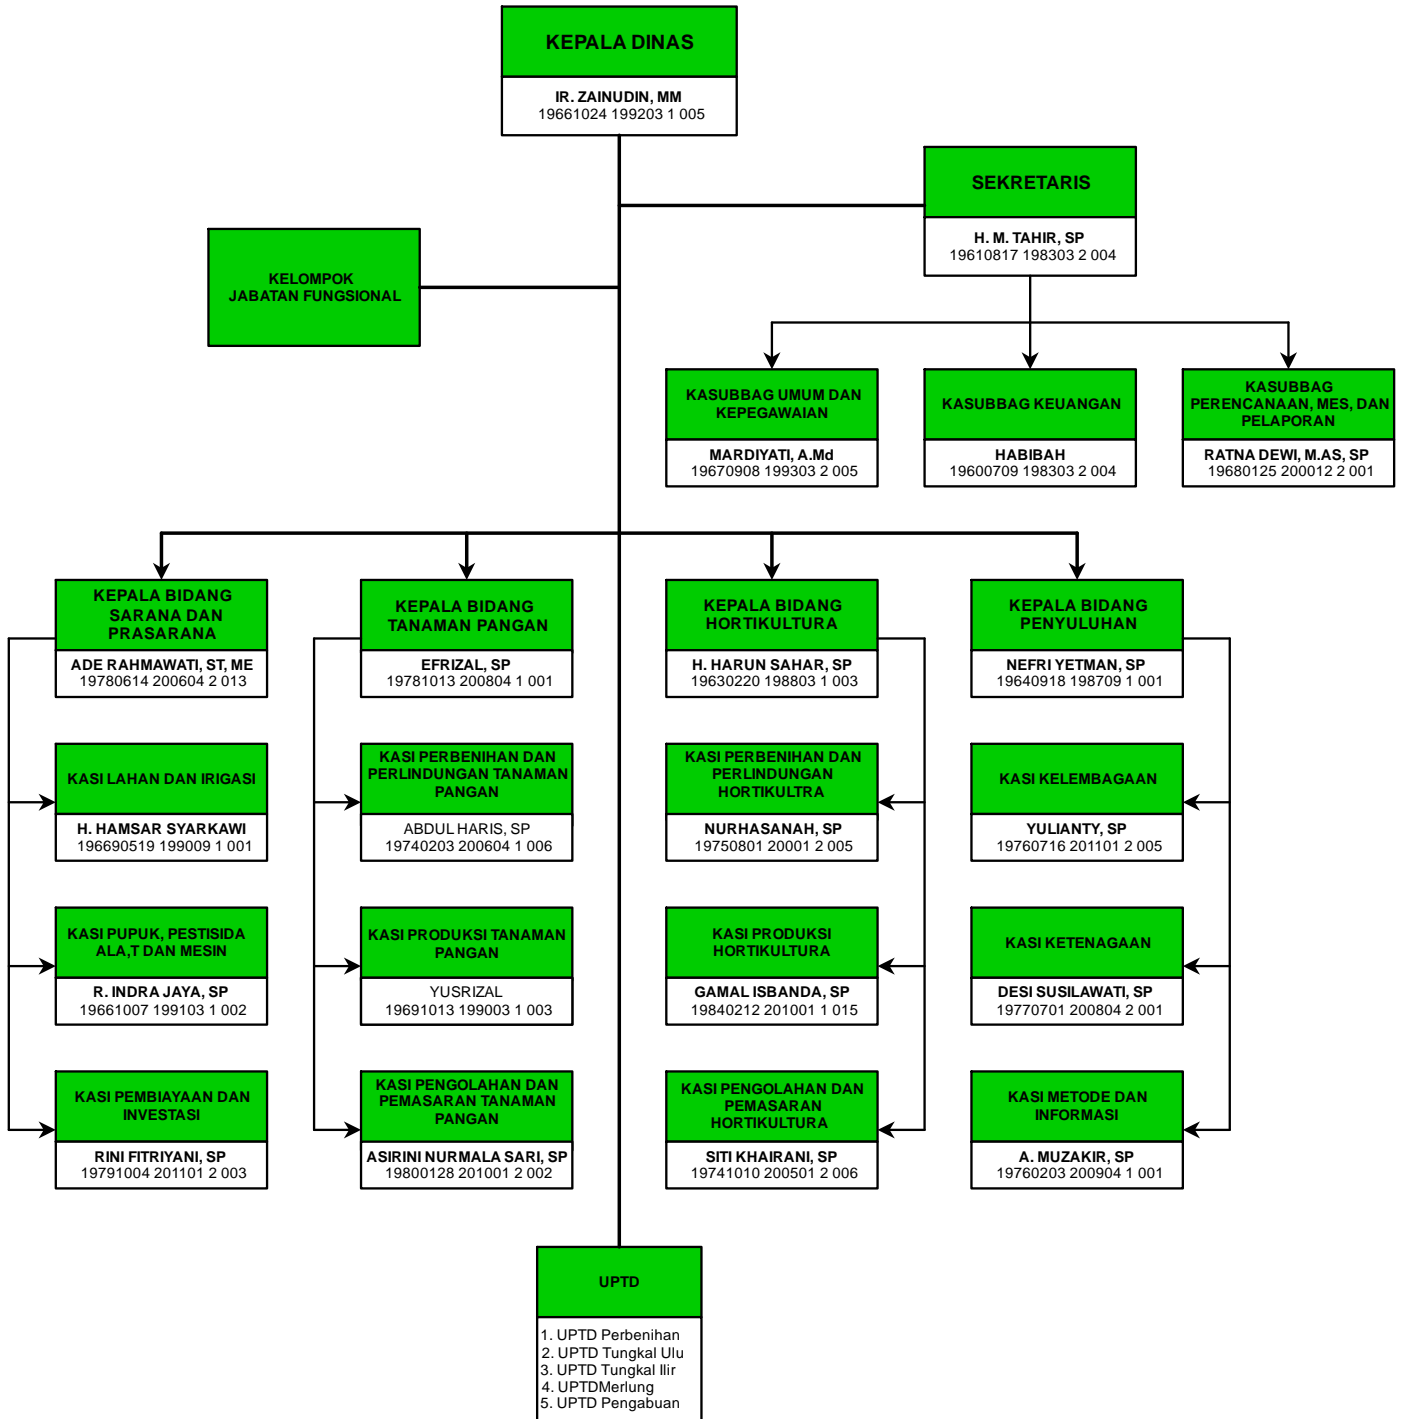 KEPALA DINAS
IR. ZAINUDIN, MM
19661024 199203 1 005
SEKRETARIS
H. M. TAHIR, SP
19610817 198303 2 004
KELOMPOK
JABATAN FUNGSIONAL
KASUBBAG UMUM DAN
KEPEGAWAIAN
MARDIYATI, A.Md
19670908 199303 2 005
KASUBBAG KEUANGAN
HABIBAH
19600709 198303 2 004
KASUBBAG
PERENCANAAN, MES, DAN
PELAPORAN
RATNA DEWI, M.AS, SP
19680125 200012 2 001
KEPALA BIDANG
SARANA DAN
PRASARANA
ADE RAHMAWATI, ST, ME
19780614 200604 2 013
KEPALA BIDANG
TANAMAN PANGAN
EFRIZAL, SP
19781013 200804 1 001
KEPALA BIDANG
HORTIKULTURA
H. HARUN SAHAR, SP
19630220 198803 1 003
KEPALA BIDANG
PENYULUHAN
NEFRI YETMAN, SP
19640918 198709 1 001
KASI LAHAN DAN IRIGASI
H. HAMSAR SYARKAWI
196690519 199009 1 001
KASI PERBENIHAN DAN
PERLINDUNGAN TANAMAN
PANGAN
ABDUL HARIS, SP
19740203 200604 1 006
KASI PERBENIHAN DAN
PERLINDUNGAN
HORTIKULTRA
NURHASANAH, SP
19750801 20001 2 005
KASI KELEMBAGAAN
YULIANTY, SP
19760716 201101 2 005
KASI PUPUK, PESTISIDA
ALA,T DAN MESIN
R. INDRA JAYA, SP
19661007 199103 1 002
KASI PRODUKSI TANAMAN
PANGAN
YUSRIZAL
19691013 199003 1 003
KASI PRODUKSI
HORTIKULTURA
GAMAL ISBANDA, SP
19840212 201001 1 015
KASI KETENAGAAN
DESI SUSILAWATI, SP
19770701 200804 2 001
KASI PEMBIAYAAN DAN
INVESTASI
RINI FITRIYANI, SP
19791004 201101 2 003
KASI PENGOLAHAN DAN
PEMASARAN TANAMAN
PANGAN
ASIRINI NURMALA SARI, SP
19800128 201001 2 002
KASI PENGOLAHAN DAN
PEMASARAN
HORTIKULTURA
SITI KHAIRANI, SP
19741010 200501 2 006
KASI METODE DAN
INFORMASI
A. MUZAKIR, SP
19760203 200904 1 001
UPTD
1. UPTD Perbenihan
2. UPTD Tungkal Ulu
3. UPTD Tungkal Ilir
4. UPTDMerlung
5. UPTD Pengabuan